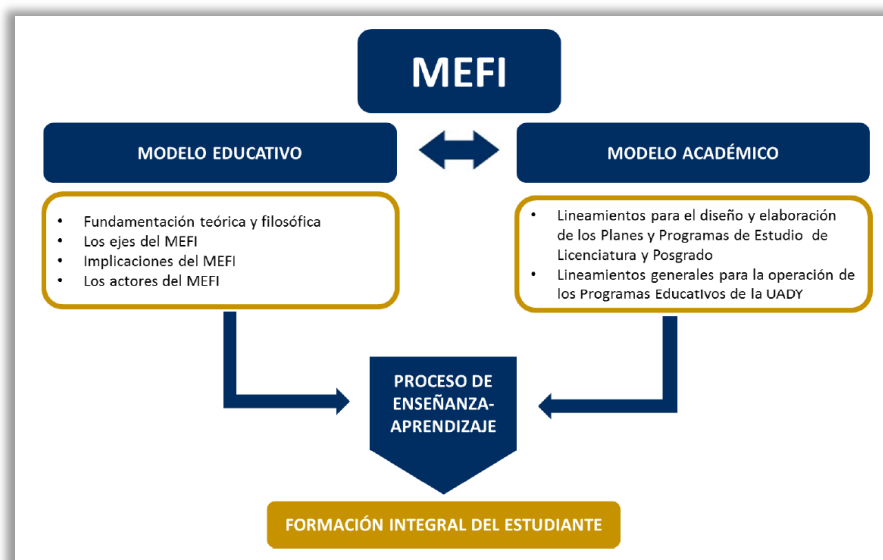 MEFI
MODELO EDUCATIVO
MODELO ACADÉMICO
• Fundamentación teórica y filosófica
• Los ejes del MEFI
• Implicaciones del MEFI
• Los actores del MEFI
• Lineamientos para el diseño y elaboración
de los Planes y Programas de Estudio de
Licenciatura y Posgrado
• Lineamientos generales para la operación de
los Programas Educativos de la UADY
PROCESO DE
ENSEÑANZA-
APRENDIZAJE
FORMACIÓN INTEGRAL DEL ESTUDIANTE